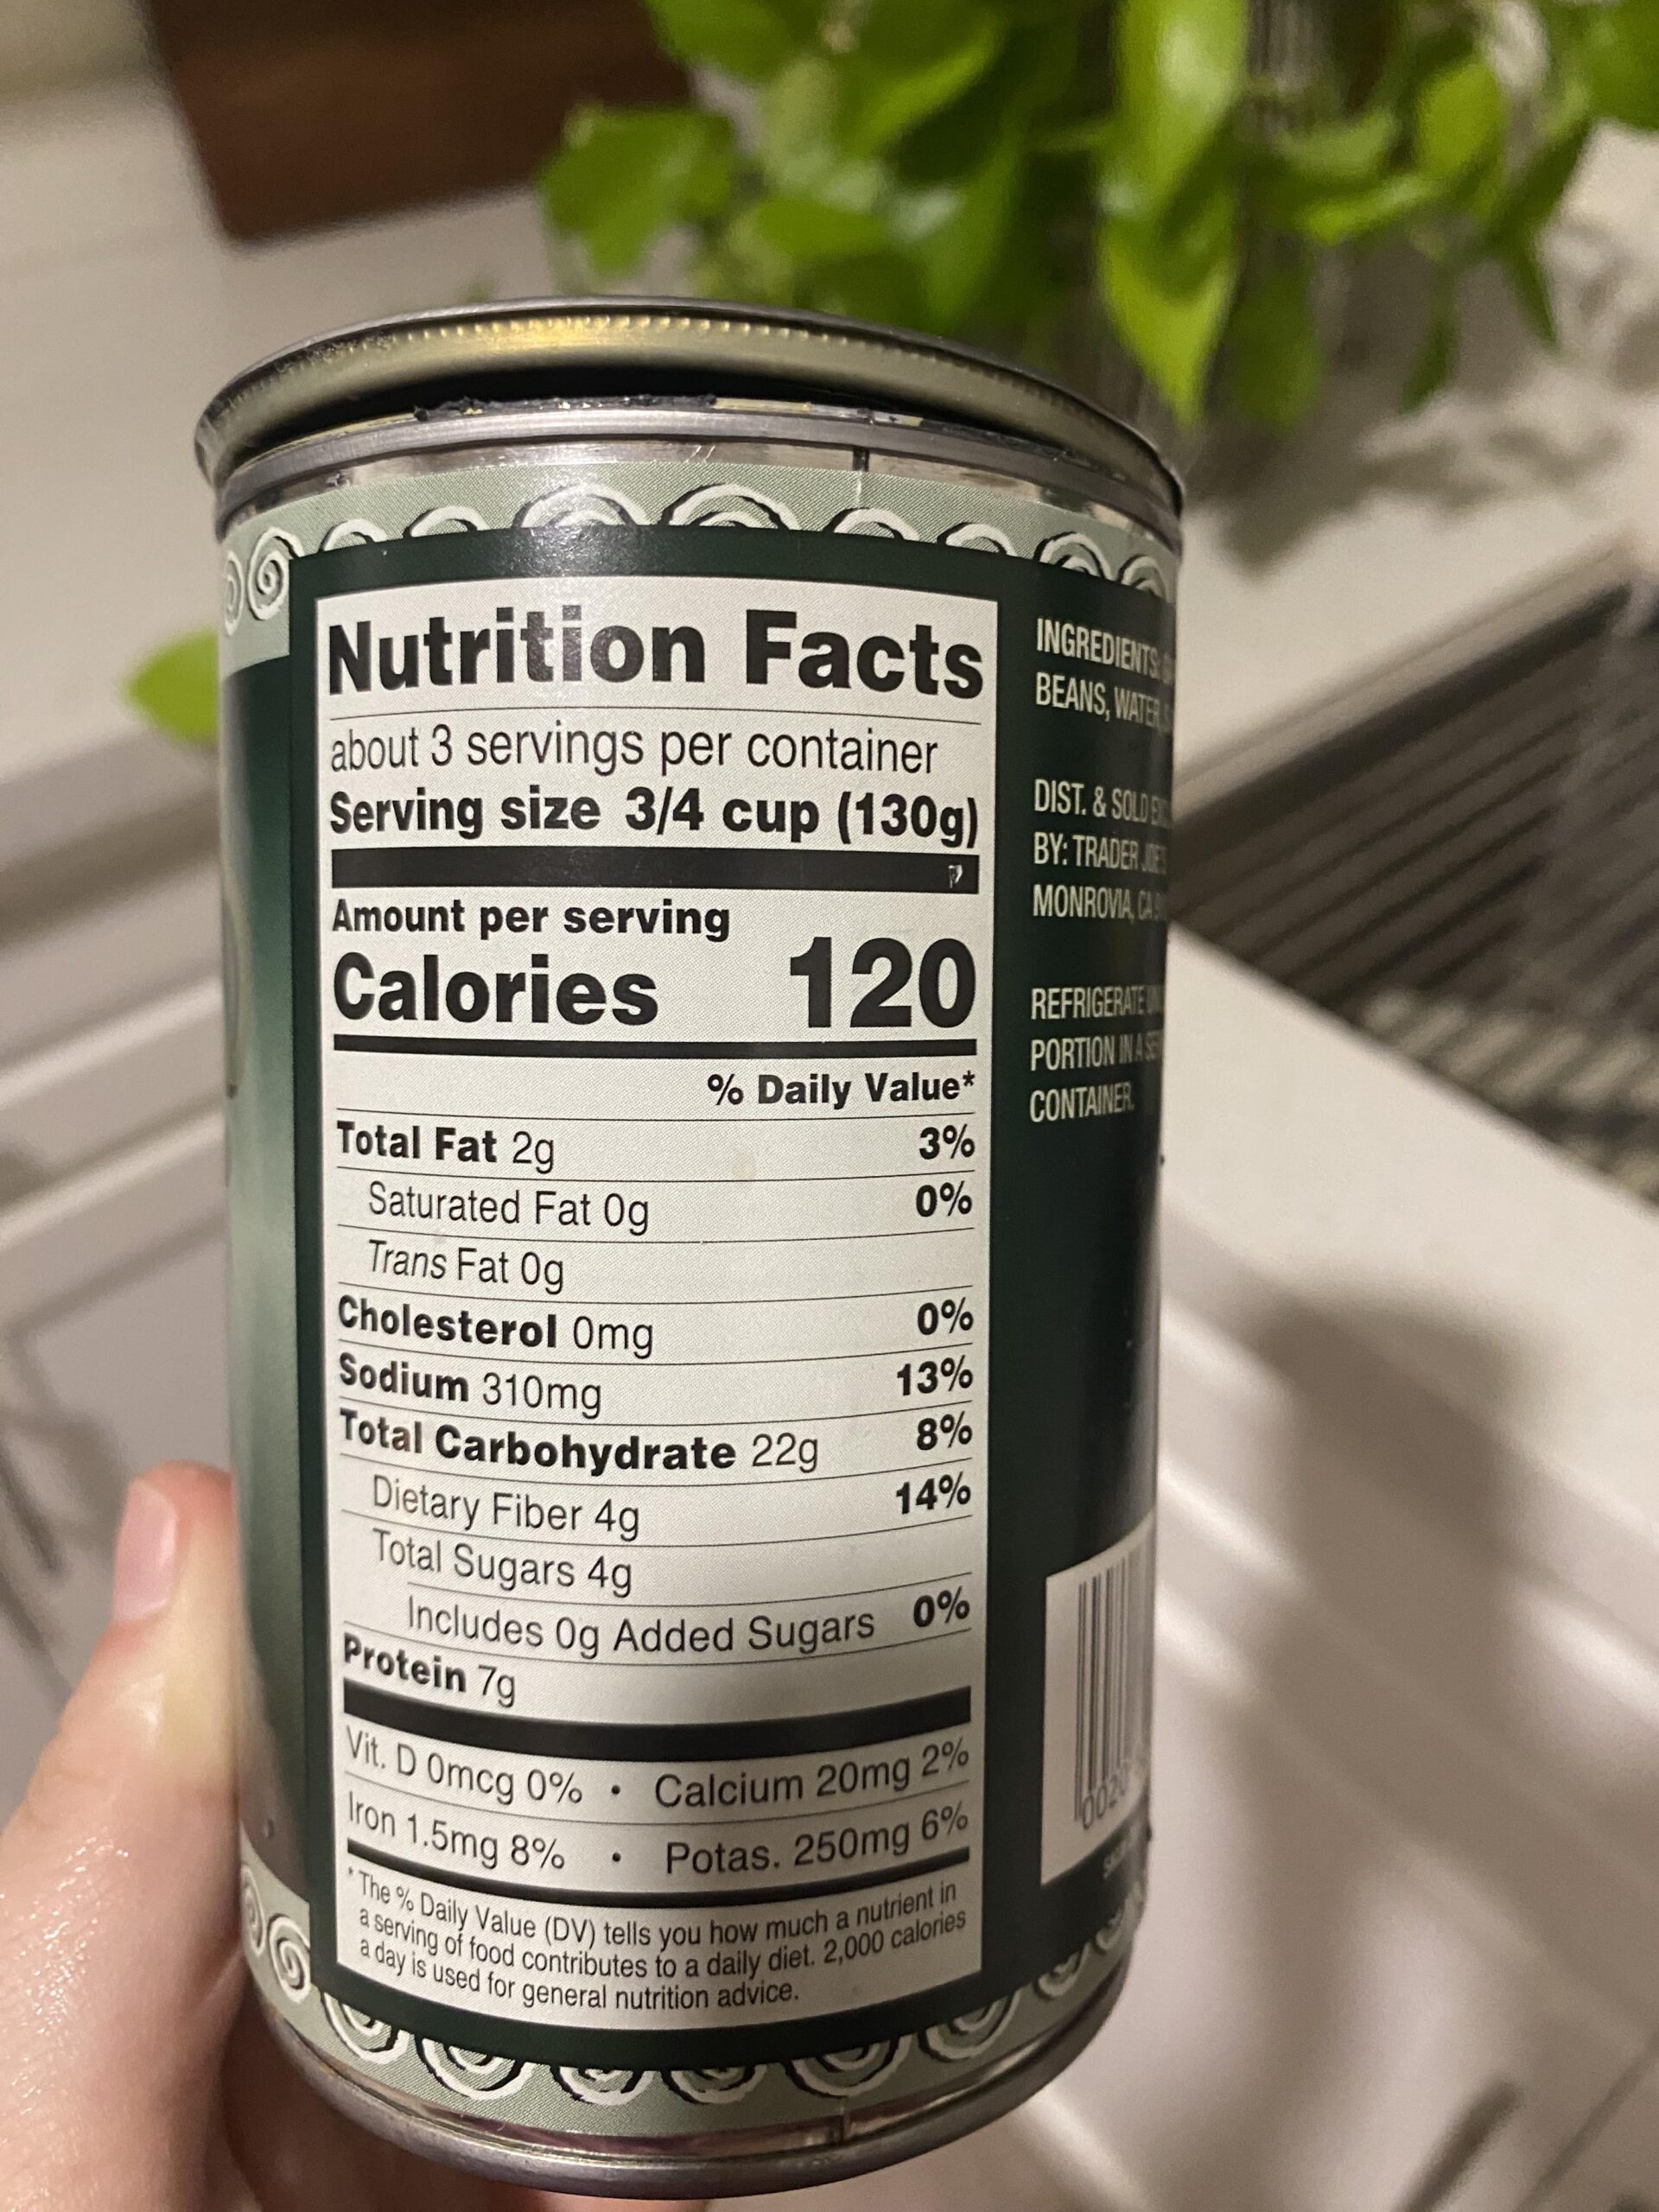 Nutrition Facts
about 3 servings per container
Serving size 3/4 cup (130g)
Amount per serving
Calories 120
% Daily Value*
Total Fat 2g 3%
Saturated Fat 0g 0%
Trans Fat 0g
Cholesterol 0mg 0%
Sodium 310mg 13%
Total Carbohydrate 22g 8%
Dietary Fiber 4g 14%
Total Sugars 4g
Includes 0g Added Sugars 0%
Protein 7g
Vit. D 0mcg 0% • Calcium 20mg 2%
Iron 1.5mg 8% • Potas. 250mg 6%
* The % Daily Value (DV) tells you how much a nutrient in
a serving of food contributes to a daily diet. 2,000 calories
a day is used for general nutrition advice.
INGREDIENTS:
BEANS, WATER,
DIST. & SOLD
BY: TRADER JOE'S
MONROVIA, CA
REFRIGERATE
PORTION IN A
CONTAINER.